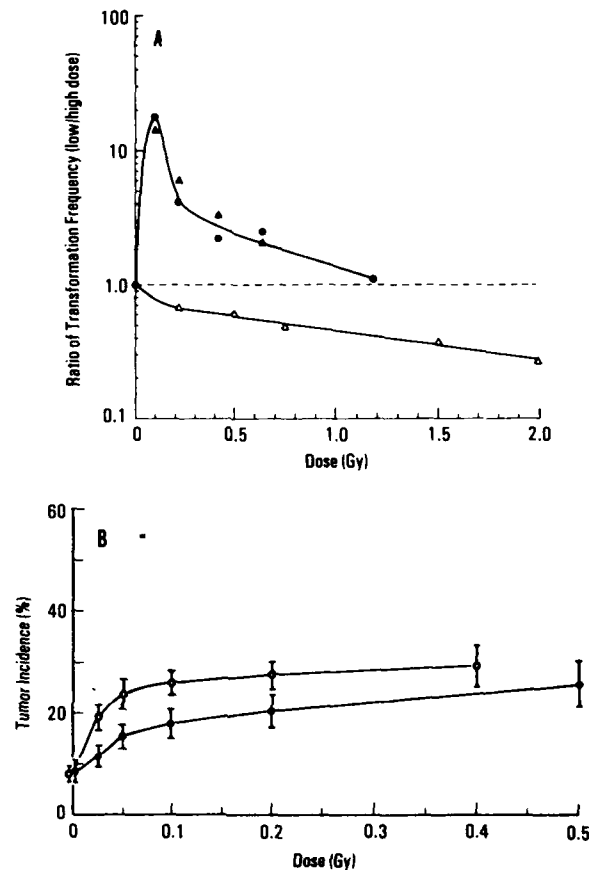 A
Ratio of Transformation Frequency (low/high dose)
100
10
1.0
0.1
0 0.5 1.0 1.5 2.0
Dose (Gy)
B
Tumor Incidence (%)
60
40
20
0
0 0.1 0.2 0.3 0.4 0.5
Dose (Gy)